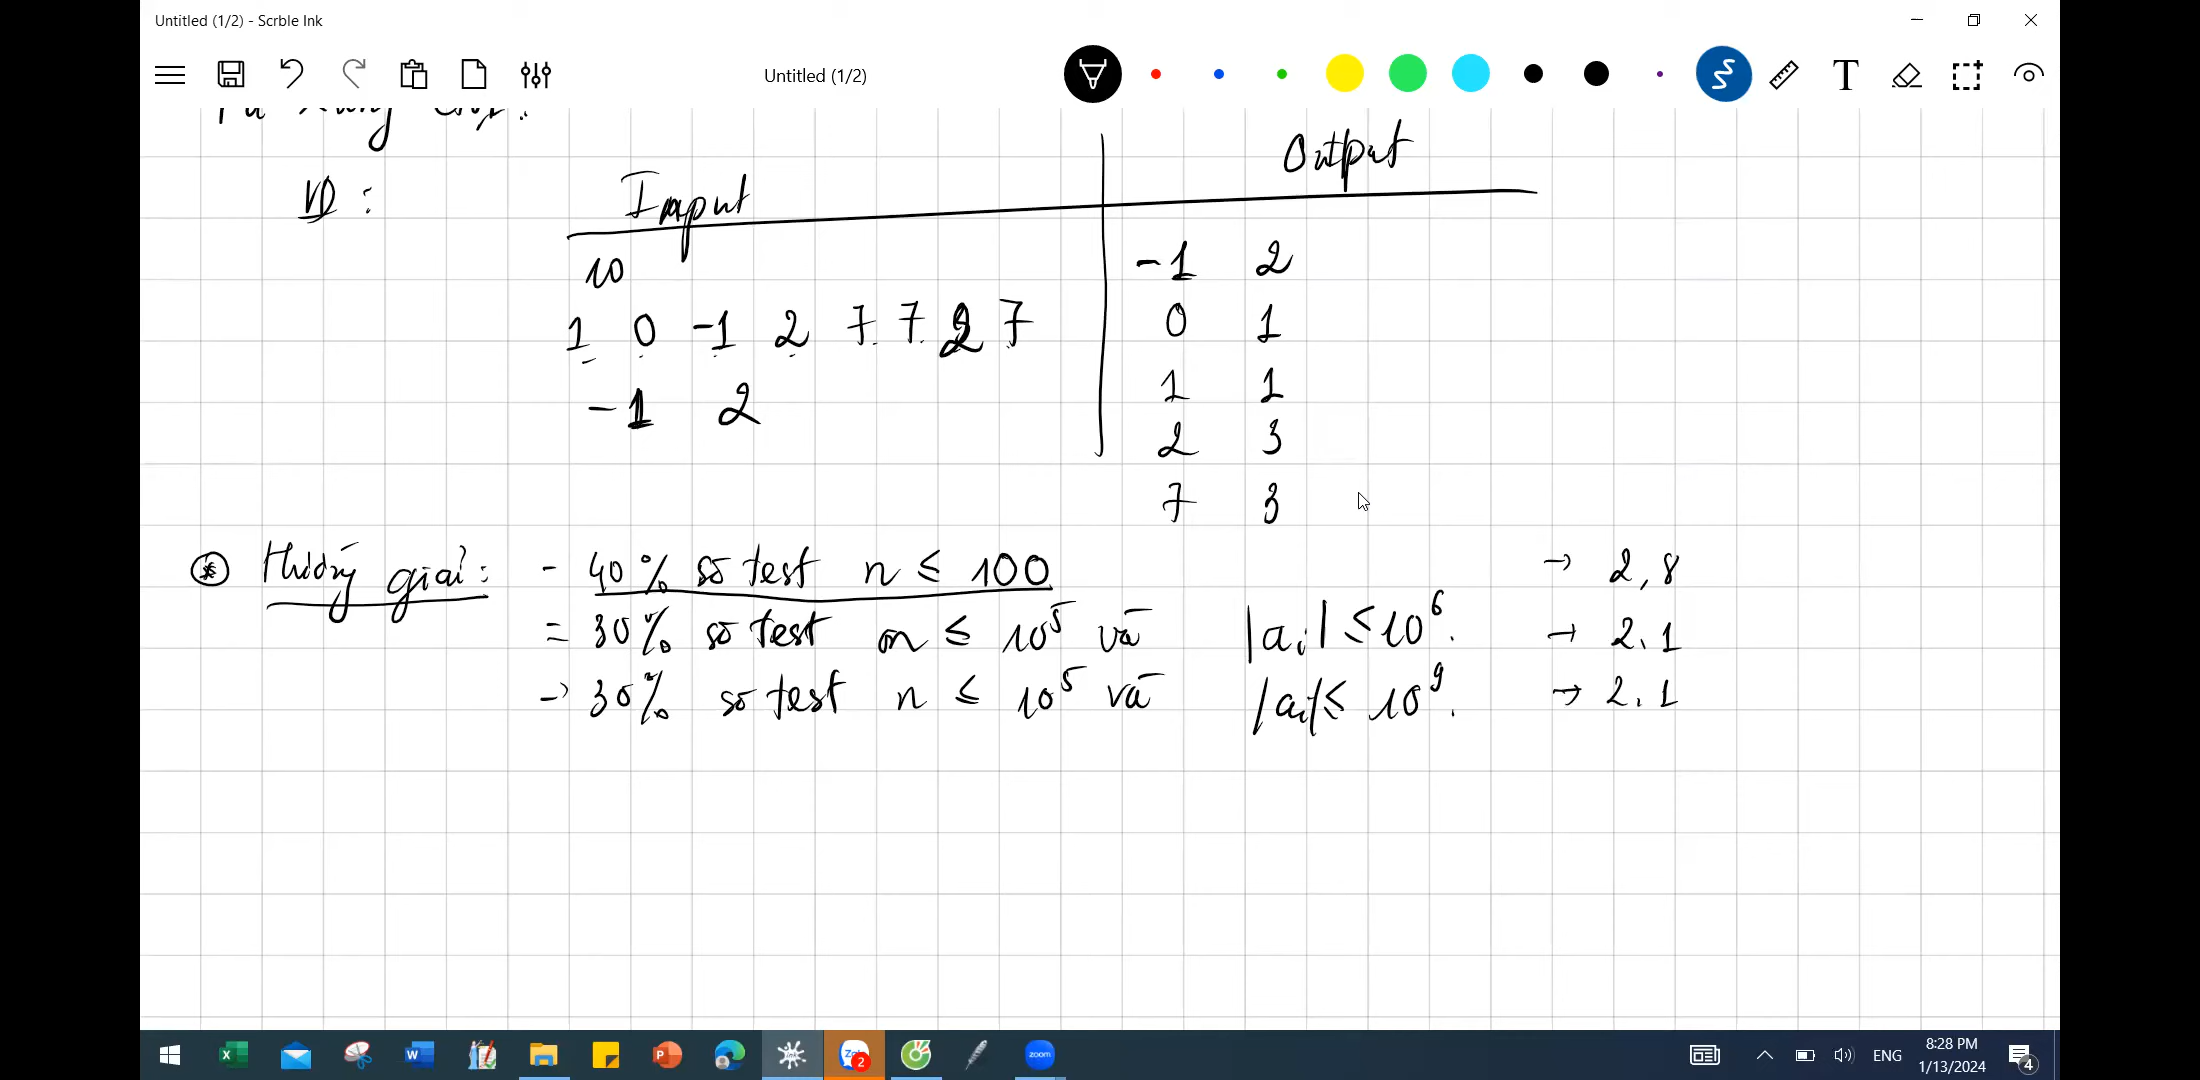 Untitled (1/2) - Scrble Ink
Untitled (1/2)
T
VD :
Input
Output
10
1 0 -1 2 7 7 2 7
-1 2
-1 2
0 1
1 1
2 3
7 3
Hướng giải:
- 40% số test n ≤ 100 → 2,8
= 30% số test n ≤ 10^5 và |ai| ≤ 10^6. → 2.1
→ 30% số test n ≤ 10^5 và |ai| ≤ 10^9. → 2.1
zoom
2
ENG
8:28 PM
1/13/2024
4